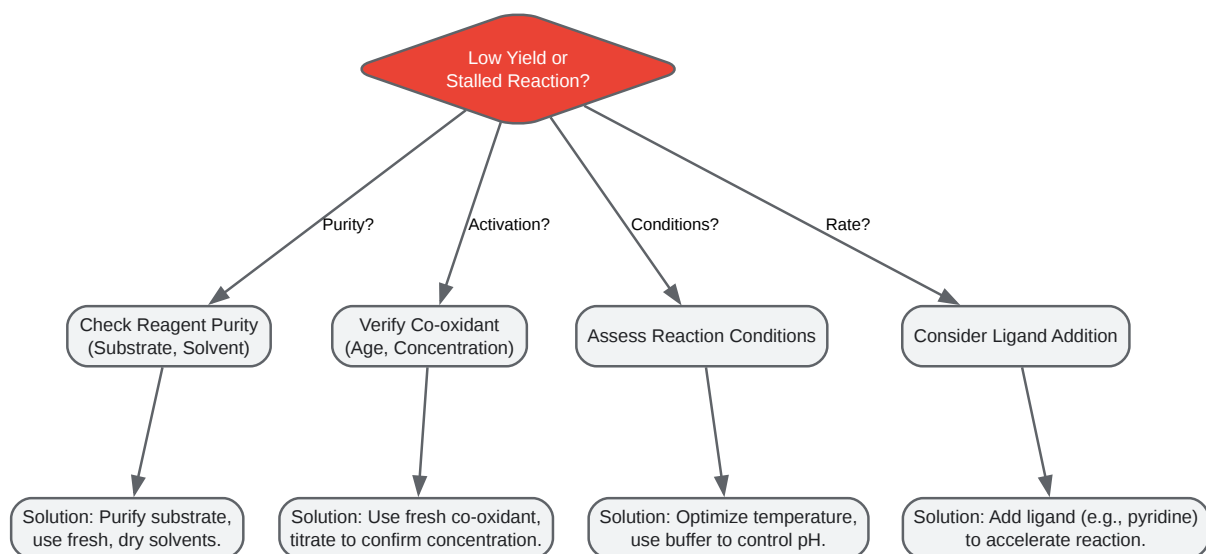 Low Yield or
Stalled Reaction?
Purity?
Activation?
Conditions?
Rate?
Check Reagent Purity
(Substrate, Solvent)
Verify Co-oxidant
(Age, Concentration)
Assess Reaction Conditions
Consider Ligand Addition
Solution: Purify substrate,
use fresh, dry solvents.
Solution: Use fresh co-oxidant,
titrate to confirm concentration.
Solution: Optimize temperature,
use buffer to control pH.
Solution: Add ligand (e.g., pyridine)
to accelerate reaction.